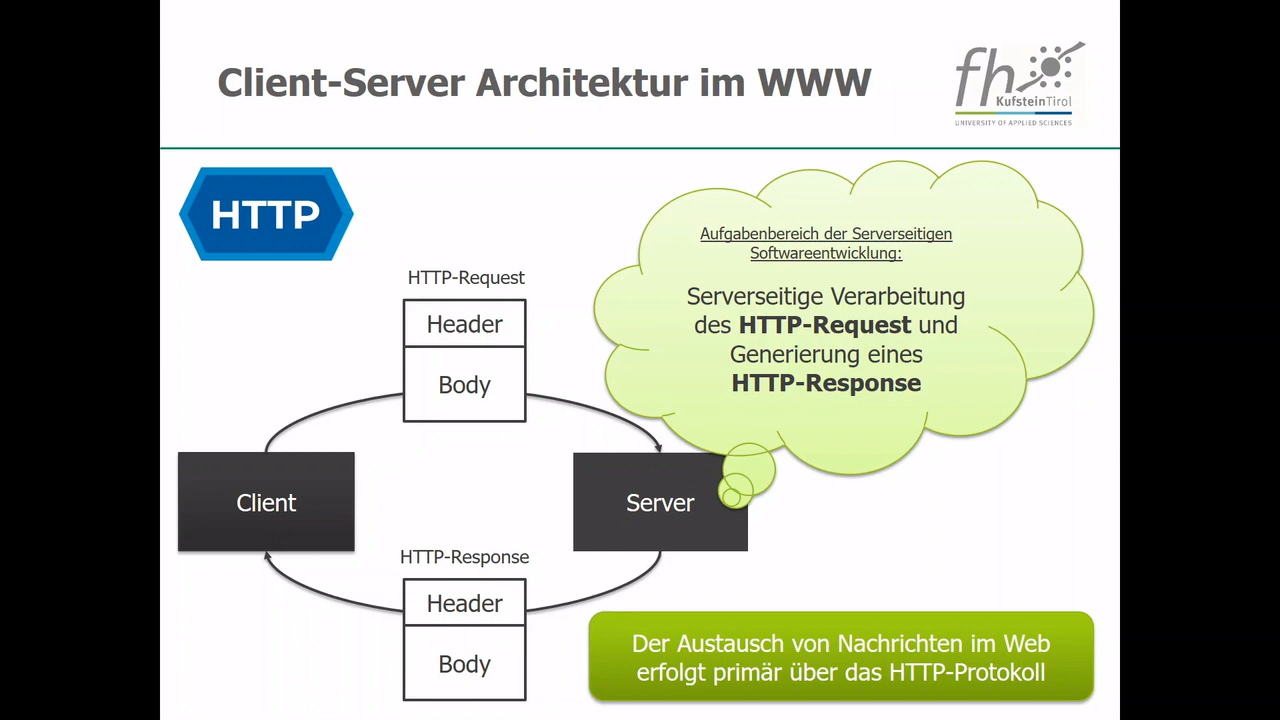 Client-Server Architektur im WWW
fh
KufsteinTirol
UNIVERSITY OF APPLIED SCIENCES
HTTP
Aufgabenbereich der Serverseitigen
Softwareentwicklung:
Serverseitige Verarbeitung
des HTTP-Request und
Generierung eines
HTTP-Response
HTTP-Request
Header
Body
Client
Server
HTTP-Response
Header
Body
Der Austausch von Nachrichten im Web
erfolgt primär über das HTTP-Protokoll